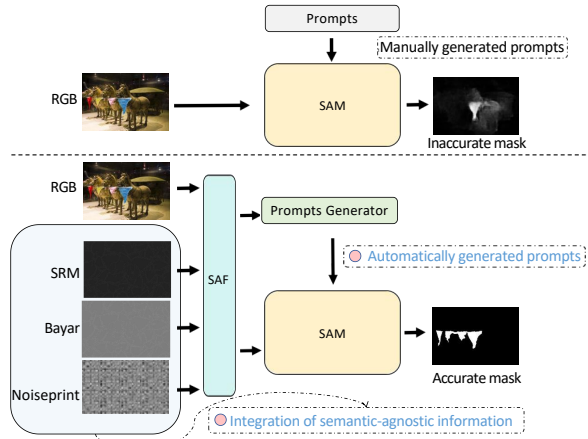 Prompts
Manually generated prompts
RGB
SAM
Inaccurate mask
RGB
Prompts Generator
SRM
SAF
Automatically generated prompts
Bayar
SAM
Noiseprint
Accurate mask
Integration of semantic-agnostic information